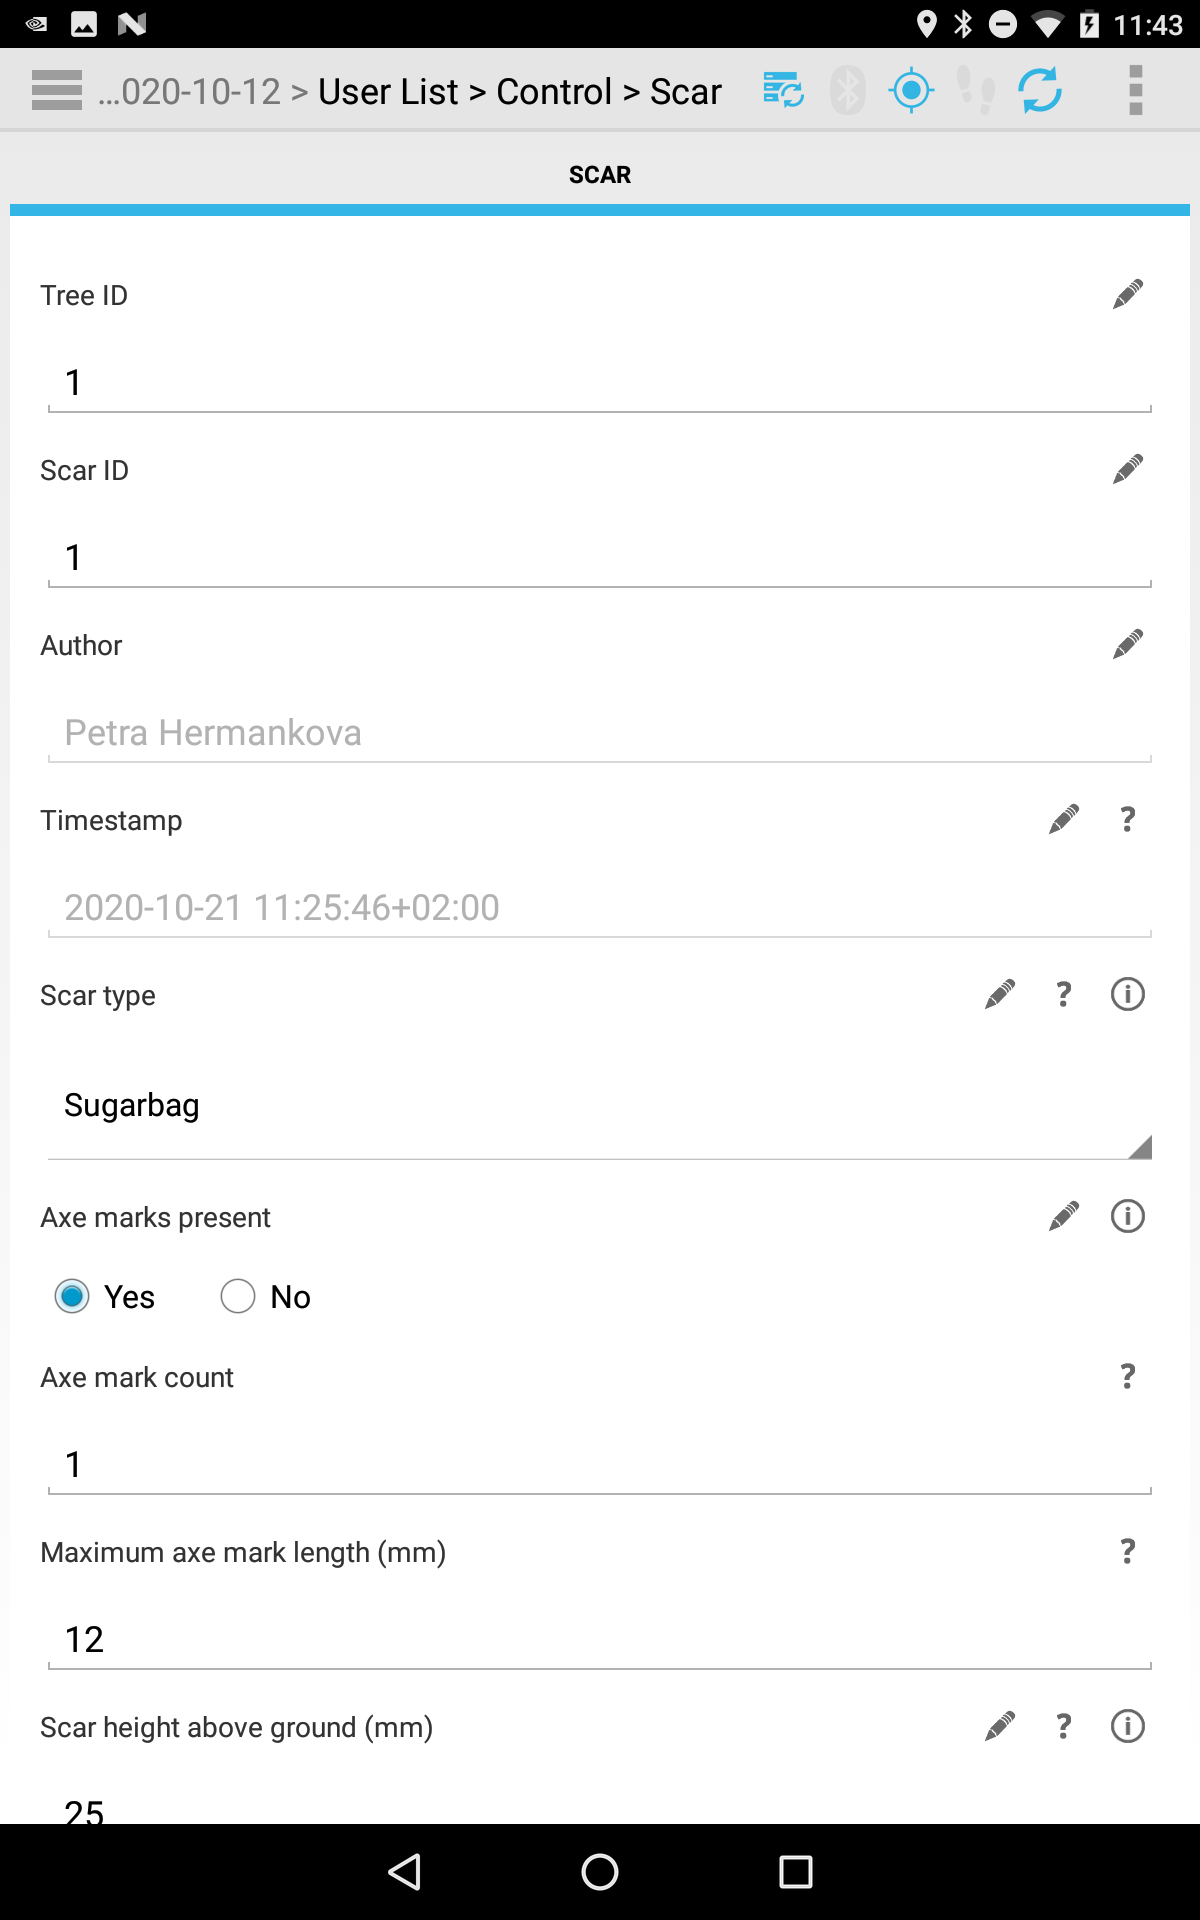 11:43
...020-10-12 > User List > Control > Scar
SCAR
Tree ID
1
Scar ID
1
Author
Petra Hermankova
Timestamp
?
2020-10-21 11:25:46+02:00
Scar type
?
Sugarbag
Axe marks present
Yes No
Axe mark count
?
1
Maximum axe mark length (mm)
?
12
Scar height above ground (mm)
?
25